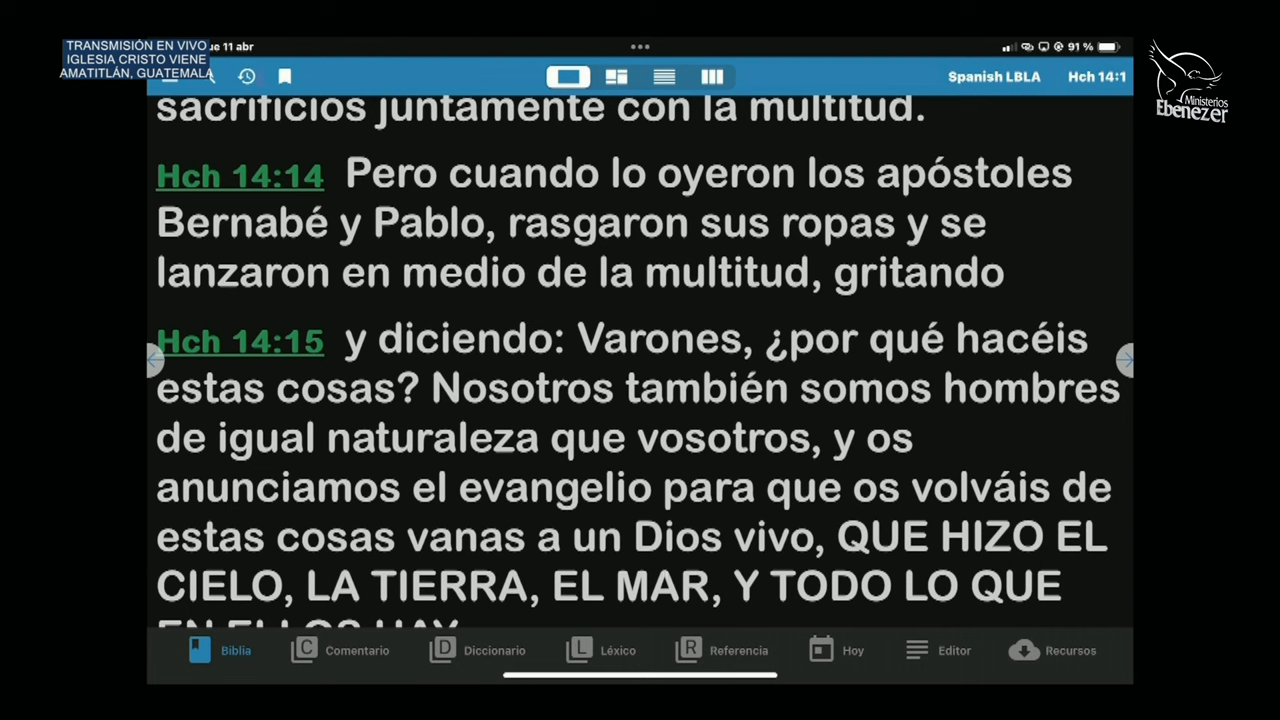 TRANSMISIÓN EN VIVO
IGLESIA CRISTO VIENE
AMATITLÁN, GUATEMALA
11 abr
91 %
Spanish LBLA
Hch 14:1
Ministerios
Ebenezer
sacrificios juntamente con la multitud.
Hch 14:14 Pero cuando lo oyeron los apóstoles
Bernabé y Pablo, rasgaron sus ropas y se
lanzaron en medio de la multitud, gritando
Hch 14:15 y diciendo: Varones, ¿por qué hacéis
estas cosas? Nosotros también somos hombres
de igual naturaleza que vosotros, y os
anunciamos el evangelio para que os volváis de
estas cosas vanas a un Dios vivo, QUE HIZO EL
CIELO, LA TIERRA, EL MAR, Y TODO LO QUE
EN ELLOS HAY
Biblia
C Comentario
D Diccionario
L Léxico
R Referencia
Hoy
Editor
Recursos